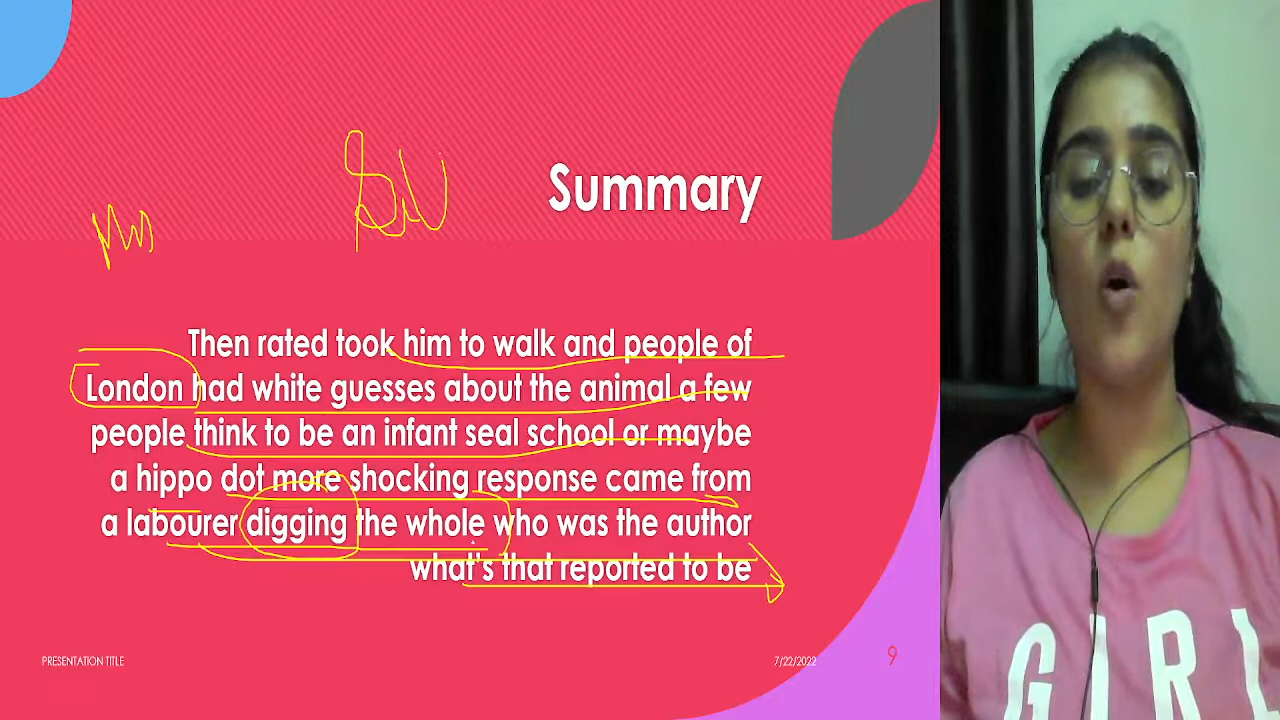 Summary
Then rated took him to walk and people of
London had white guesses about the animal a few
people think to be an infant seal school or maybe
a hippo dot more shocking response came from
a labourer digging the whole who was the author
what's that reported to be
PRESENTATION TITLE
7/22/2022
9
GIRL